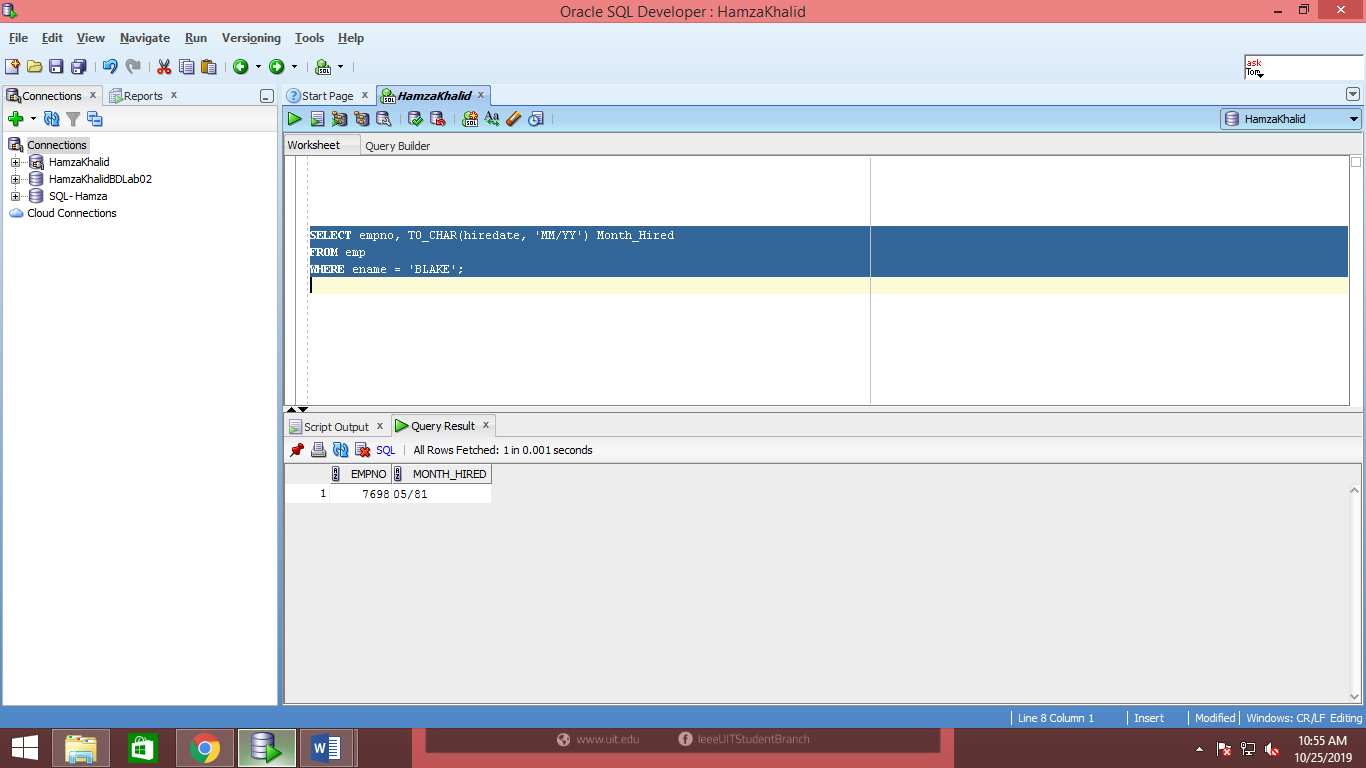 Oracle SQL Developer : HamzaKhalid
File Edit View Navigate Run Versioning Tools Help
ask
Tom
Connections x Reports x
Start Page x HamzaKhalid x
HamzaKhalid
Connections
HamzaKhalid
HamzaKhalidBDLab02
SQL- Hamza
Cloud Connections
Worksheet Query Builder
SELECT empno, TO_CHAR(hiredate, 'MM/YY') Month_Hired
FROM emp
WHERE ename = 'BLAKE';
Script Output x Query Result x
SQL | All Rows Fetched: 1 in 0.001 seconds
EMPNO MONTH_HIRED
1 7698 05/81
Line 8 Column 1 | Insert | Modified | Windows: CR/LF Editing
www.uit.edu IeeeUITStudentBranch
10:55 AM
10/25/2019